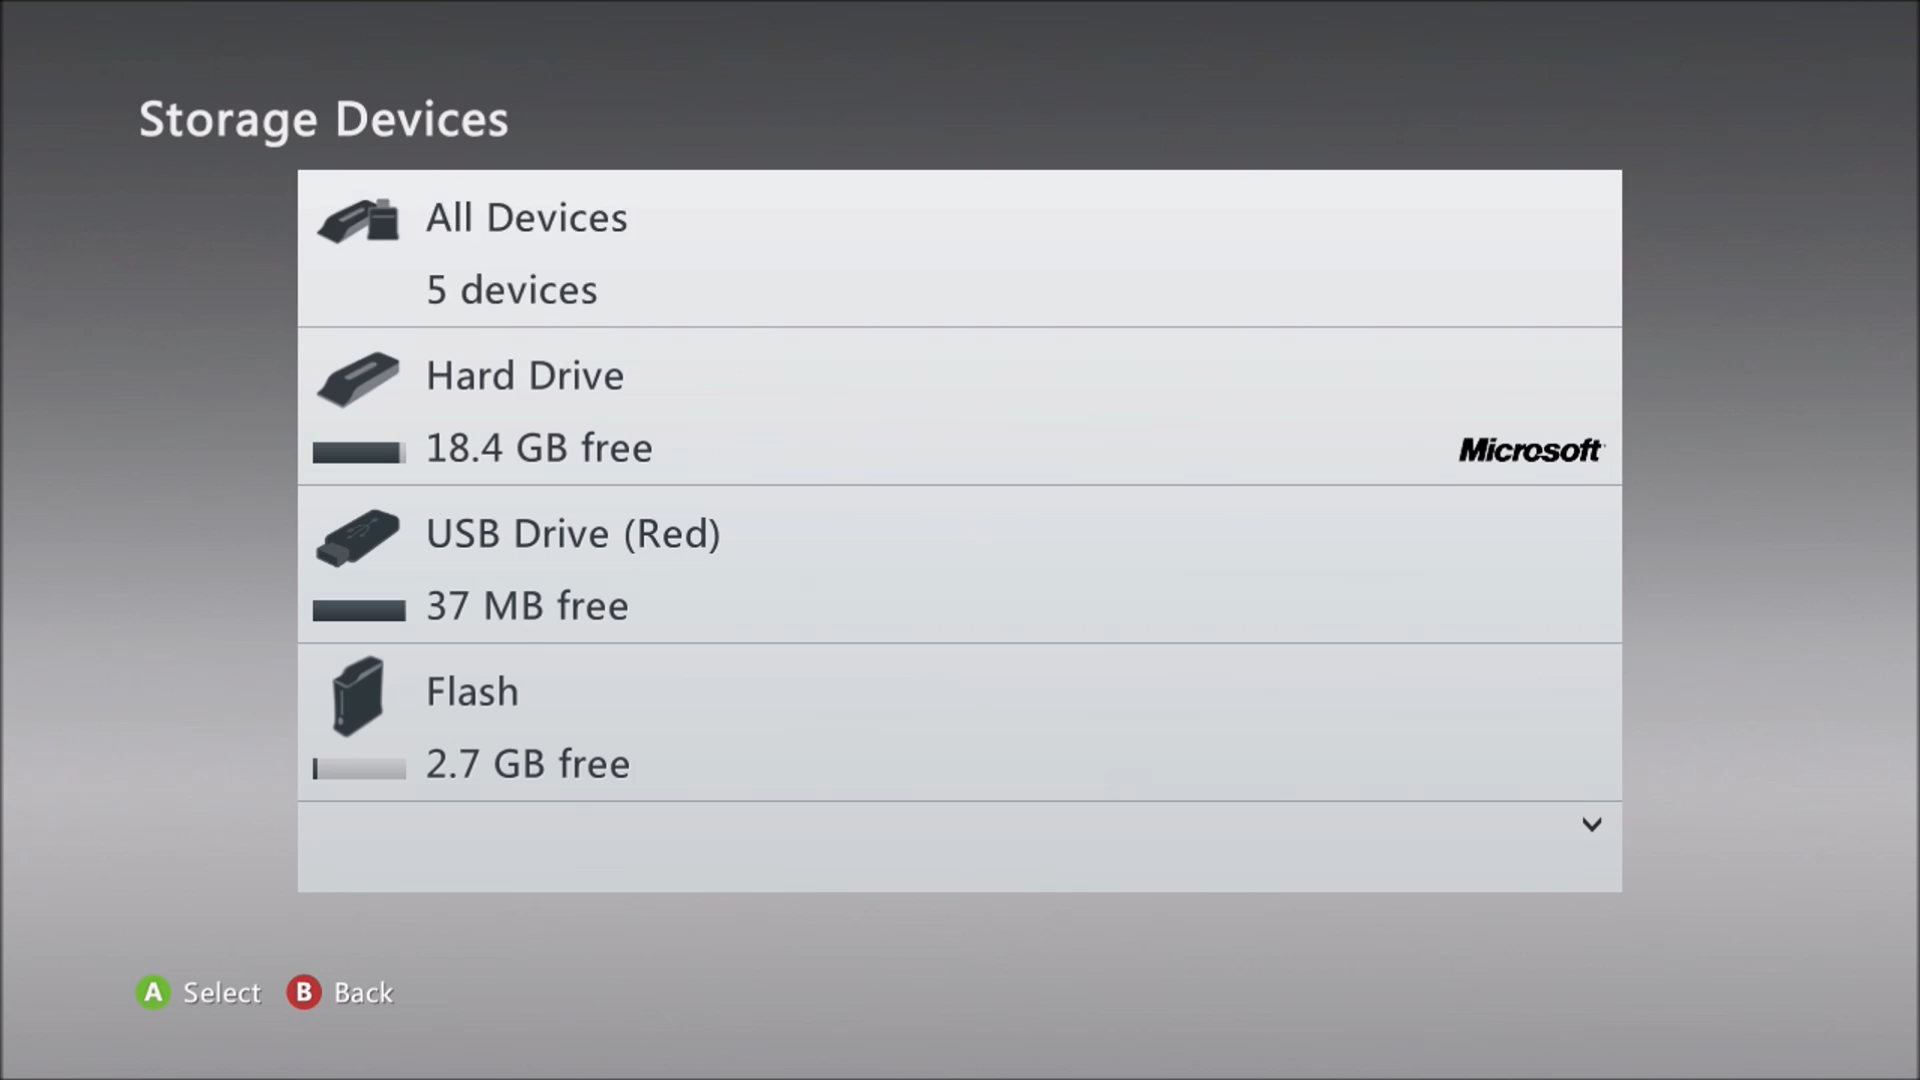 Storage Devices
All Devices
5 devices
Hard Drive
18.4 GB free
Microsoft
USB Drive (Red)
37 MB free
Flash
2.7 GB free
A Select B Back